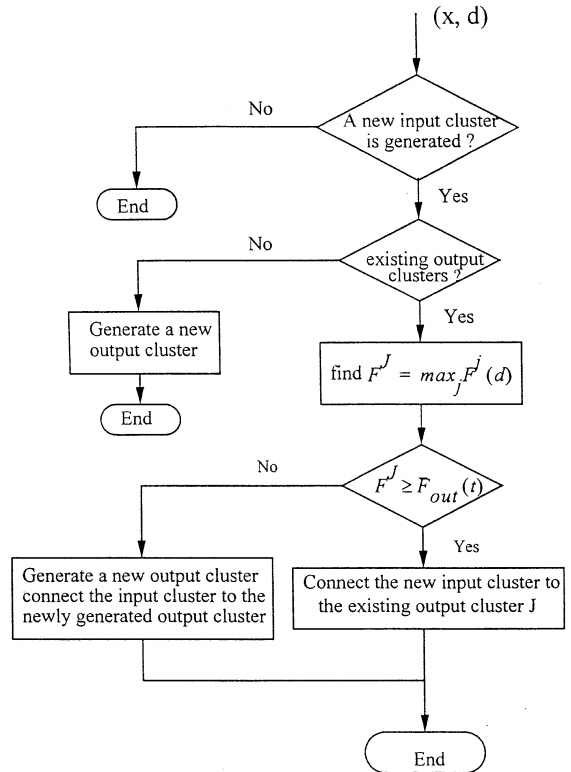 (x, d)
A new input cluster
is generated ?
No
Yes
End
existing output
clusters ?
No
Yes
Generate a new
output cluster
find F^J = max_j F^j (d)
End
F^J ≥ F_out (t)
No
Yes
Generate a new output cluster
connect the input cluster to the
newly generated output cluster
Connect the new input cluster to
the existing output cluster J
End